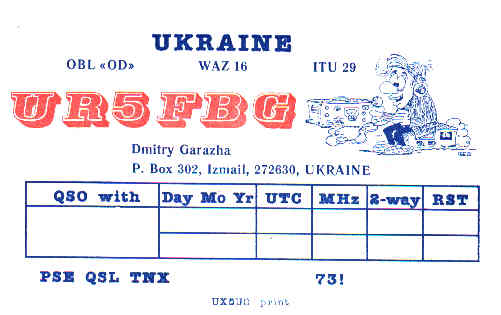 UKRAINE
OBL «OD» WAZ 16 ITU 29
UR5FBG
Dmitry Garazha
P. Box 302, Izmail, 272630, UKRAINE
QSO with Day Mo Yr UTC MHz 2-way RST
PSE QSL TNX 73!
print